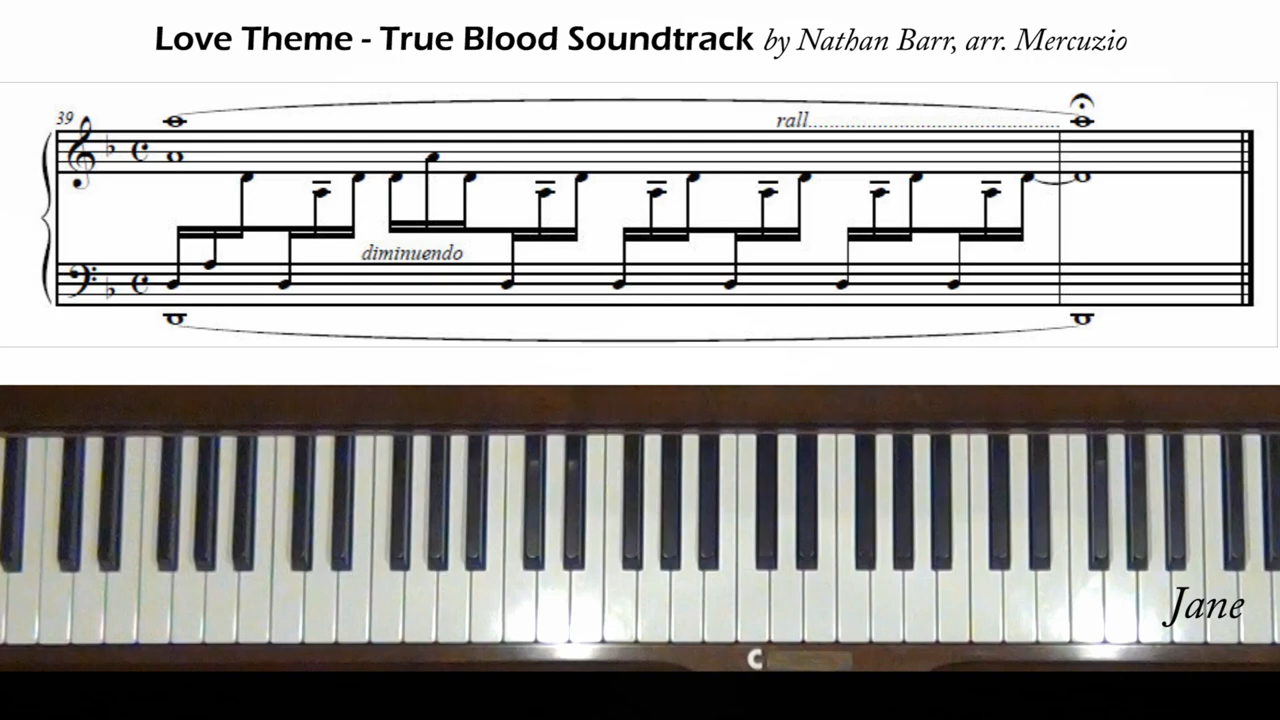 Love Theme - True Blood Soundtrack by Nathan Barr, arr. Mercuzio
39
rall.
diminuendo
Jane
C